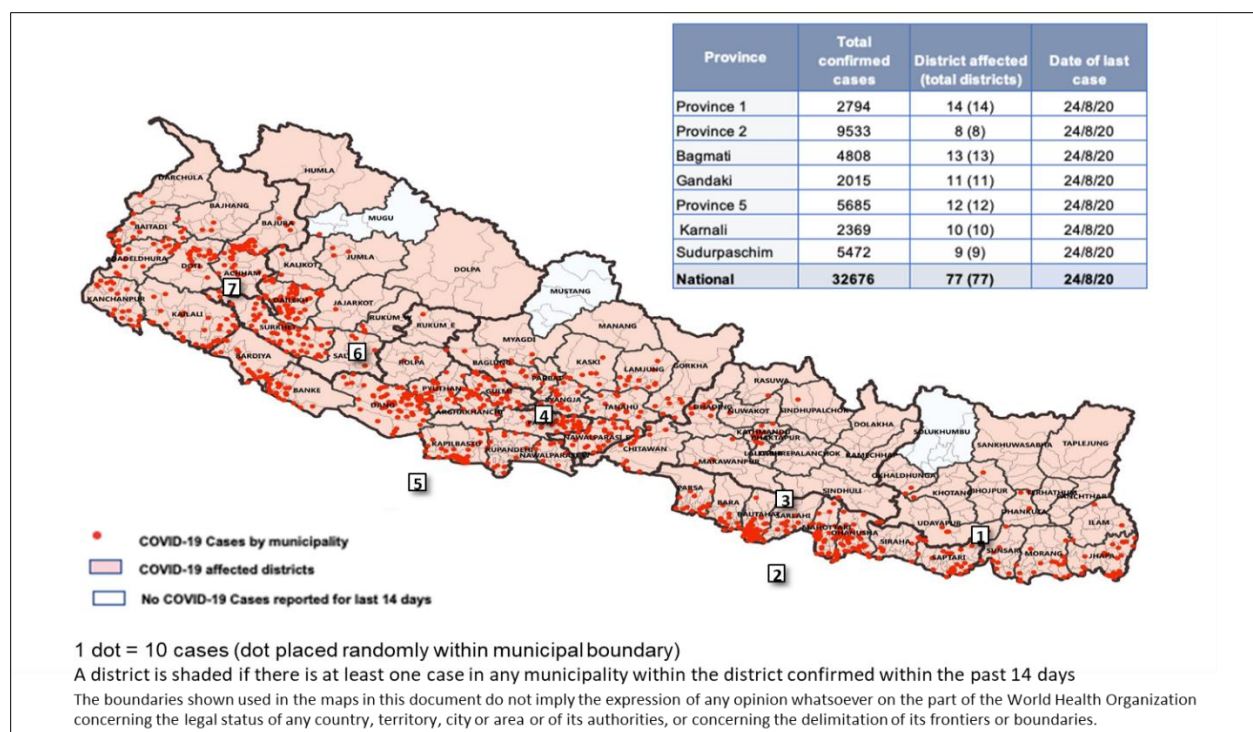 Province Total confirmed cases District affected (total districts) Date of last case
Province 1 2794 14 (14) 24/8/20
Province 2 9533 8 (8) 24/8/20
Bagmati 4808 13 (13) 24/8/20
Gandaki 2015 11 (11) 24/8/20
Province 5 5685 12 (12) 24/8/20
Karnali 2369 10 (10) 24/8/20
Sudurpaschim 5472 9 (9) 24/8/20
National 32676 77 (77) 24/8/20
HUMLA
DARCHULA
BAJHANG
MUGU
BAITADI
BAJURA
DOTI
ACHHAM
KALIKOT
JUMLA
DOLPA
MUSTANG
7
KANCHANPUR
KAILALI
DAILEKH
JAJARKOT
SURKHET
6
MANANG
MYAGDI
KASKI
LAMJUNG
GORKHA
BARDIYA
BANKE
ROLPA
BAGLUNG
DANG
PYUTHAN
GULMI
ARGHAKHANCHI
SYANGJA
4
TANAHU
RASUWA
DHADING
NUWAKOT
SINDHUPALCHOK
DOLAKHA
SOLUKHUMBU
SANKHUWASABHA
TAPLEJUNG
KATHMANDU
BHAKTAPUR
RAMECHHAP
KAPILBASTU
RUPANDEHI
CHITAWAN
MAKAWANPUR
OKHALDHUNGA
KHOTANG
BHOJPUR
TERHATHUM
PANCHTHAR
5
3
SINDHULI
PARSA
BARA
RAUTAHAT
SARLAHI
MAHOTTARI
DHANUSHA
SIRAHA
UDAYAPUR
DHANKUTA
ILAM
1
SAPTARI
SUNSARI
MORANG
JHAPA
2
COVID-19 Cases by municipality
COVID-19 affected districts
No COVID-19 Cases reported for last 14 days
1 dot = 10 cases (dot placed randomly within municipal boundary)
A district is shaded if there is at least one case in any municipality within the district confirmed within the past 14 days
The boundaries shown used in the maps in this document do not imply the expression of any opinion whatsoever on the part of the World Health Organization
concerning the legal status of any country, territory, city or area or of its authorities, or concerning the delimitation of its frontiers or boundaries.